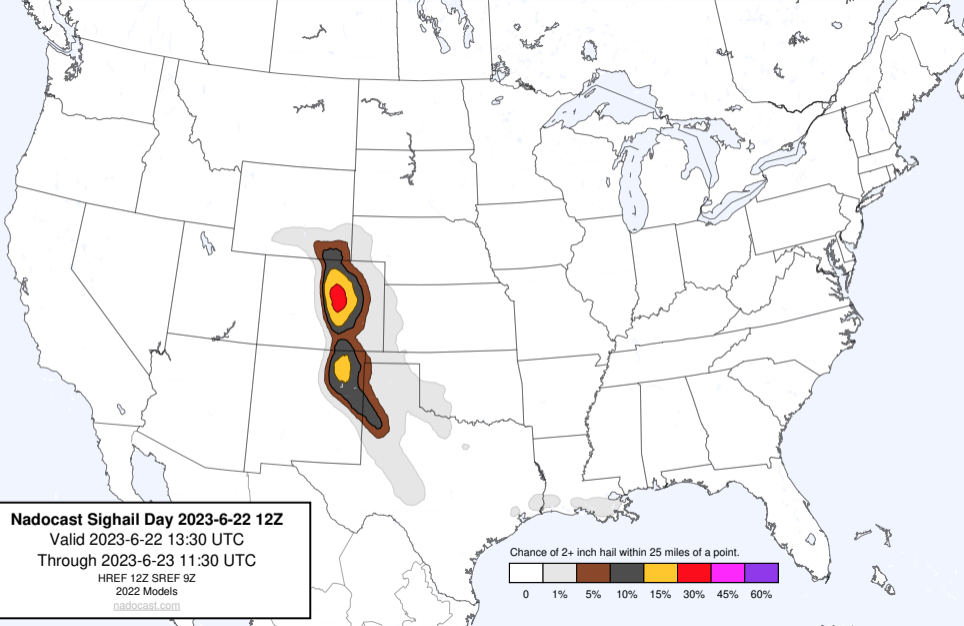 Nadocast Sighail Day 2023-6-22 12Z
Valid 2023-6-22 13:30 UTC
Through 2023-6-23 11:30 UTC
HREF 12Z SREF 9Z
2022 Models
nadocast.com
Chance of 2+ inch hail within 25 miles of a point.
0 1% 5% 10% 15% 30% 45% 60%